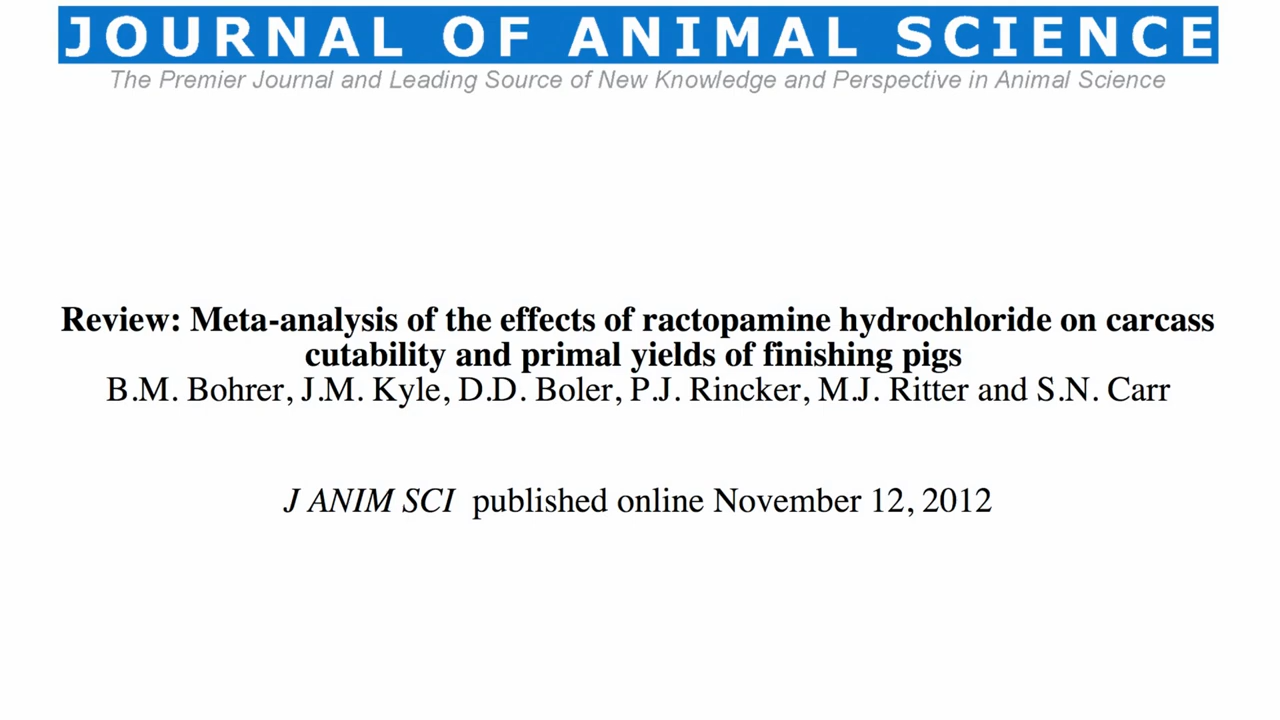 JOURNAL OF ANIMAL SCIENCE
The Premier Journal and Leading Source of New Knowledge and Perspective in Animal Science
Review: Meta-analysis of the effects of ractopamine hydrochloride on carcass
cutability and primal yields of finishing pigs
B.M. Bohrer, J.M. Kyle, D.D. Boler, P.J. Rincker, M.J. Ritter and S.N. Carr
J ANIM SCI published online November 12, 2012